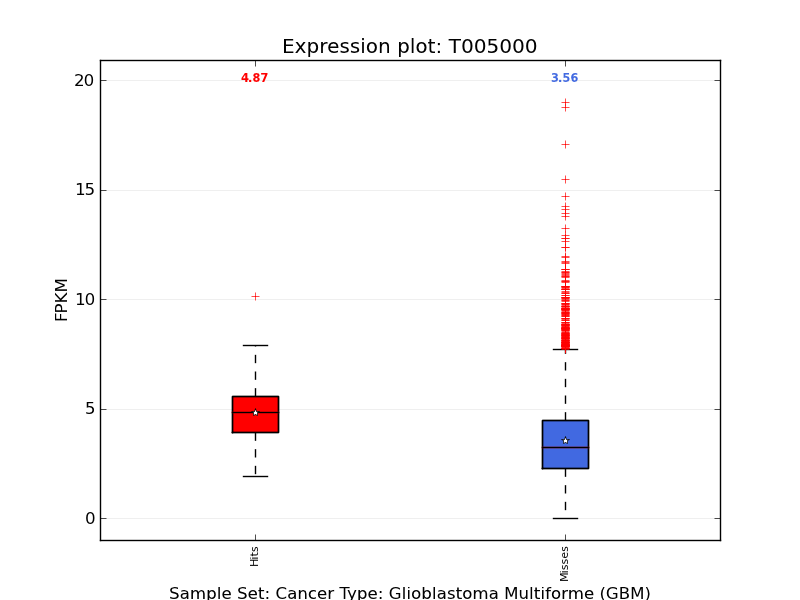 Expression plot: T005000
4.87
3.56
20
15
10
5
0
FPKM
Hits
Misses
Sample Set: Cancer Type: Glioblastoma Multiforme (GBM)